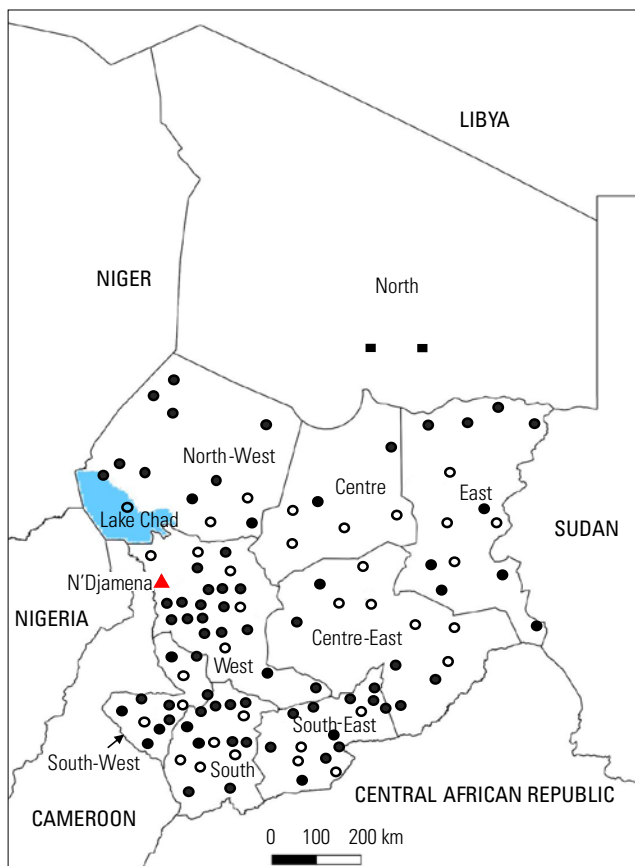 LIBYA
NIGER
North
North-West
Centre
East
Lake Chad
SUDAN
N'Djamena
NIGERIA
Centre-East
West
South-East
South-West
South
CENTRAL AFRICAN REPUBLIC
CAMEROON
0 100 200 km